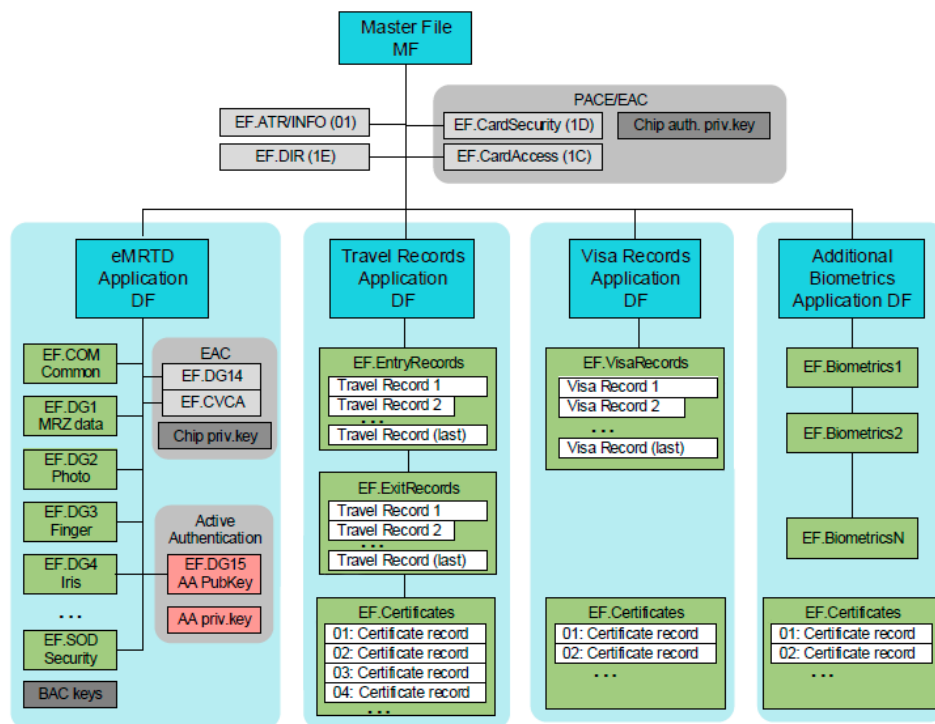 Master File
MF
PACE/EAC
EF.ATR/INFO (01)
EF.CardSecurity (1D)
Chip auth. priv.key
EF.DIR (1E)
EF.CardAccess (1C)
eMRTD
Application
DF
EF.COM
Common
EF.DG1
MRZ data
EF.DG2
Photo
EF.DG3
Finger
EF.DG4
Iris
...
EF.SOD
Security
BAC keys
EAC
EF.DG14
EF.CVCA
Chip priv.key
Active
Authentication
EF.DG15
AA PubKey
AA priv.key
Travel Records
Application
DF
EF.EntryRecords
Travel Record 1
Travel Record 2
...
Travel Record (last)
EF.ExitRecords
Travel Record 1
Travel Record 2
...
Travel Record (last)
EF.Certificates
01: Certificate record
02: Certificate record
03: Certificate record
04: Certificate record
...
Visa Records
Application
DF
EF.VisaRecords
Visa Record 1
Visa Record 2
...
Visa Record (last)
EF.Certificates
01: Certificate record
02: Certificate record
...
Additional
Biometrics
Application DF
EF.Biometrics1
EF.Biometrics2
EF.BiometricsN
EF.Certificates
01: Certificate record
02: Certificate record
...